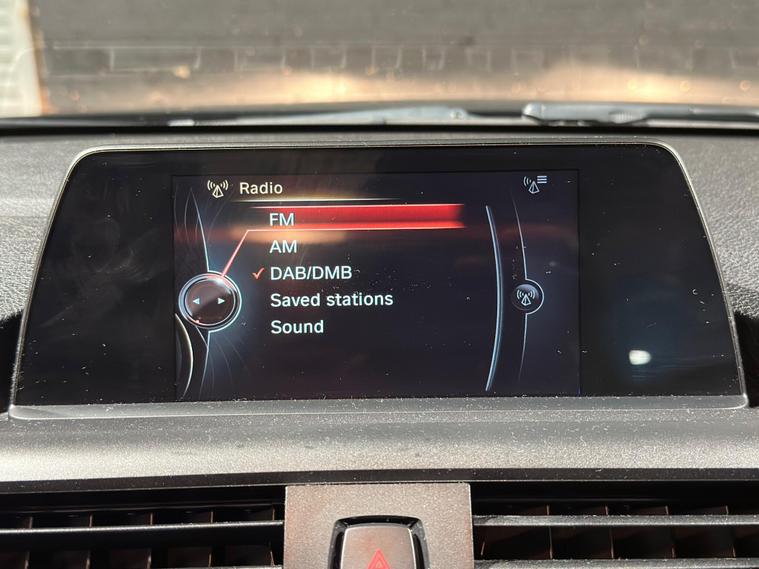 Radio
FM
AM
DAB/DMB
Saved stations
Sound